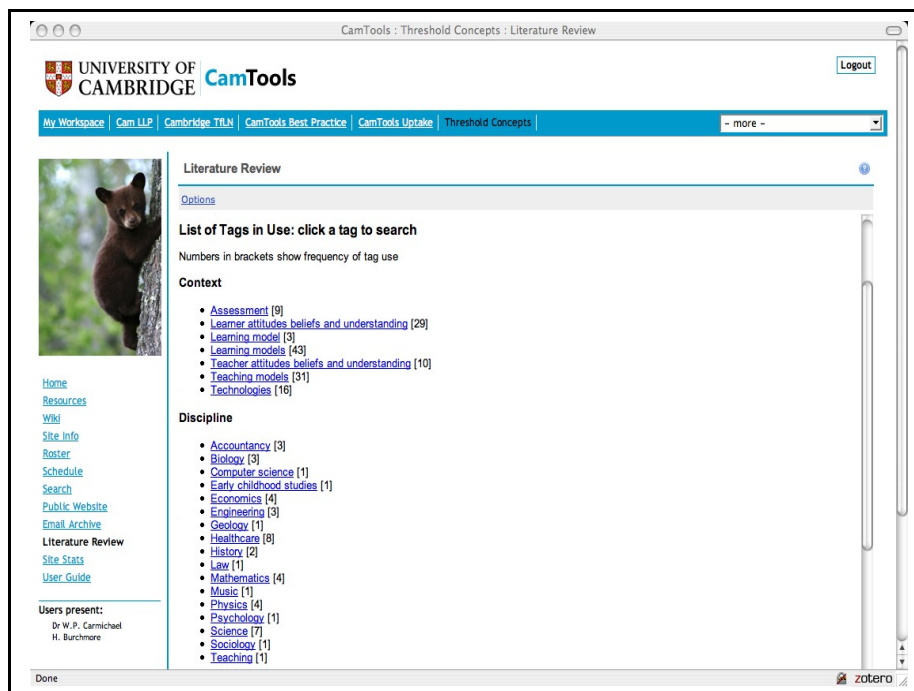 CamTools : Threshold Concepts : Literature Review
UNIVERSITY OF
CAMBRIDGE
CamTools
Logout
My Workspace Cam LLP Cambridge TfLN CamTools Best Practice CamTools Uptake Threshold Concepts
- more -
Literature Review
?
Options
List of Tags in Use: click a tag to search
Numbers in brackets show frequency of tag use
Context
• Assessment [9]
• Learner attitudes beliefs and understanding [29]
• Learning model [3]
• Learning models [43]
• Teacher attitudes beliefs and understanding [10]
• Teaching models [31]
• Technologies [16]
Discipline
• Accountancy [3]
• Biology [3]
• Computer science [1]
• Early childhood studies [1]
• Economics [4]
• Engineering [3]
• Geology [1]
• Healthcare [8]
• History [2]
• Law [1]
• Mathematics [4]
• Music [1]
• Physics [4]
• Psychology [1]
• Science [7]
• Sociology [1]
• Teaching [1]
Home
Resources
Wiki
Site Info
Roster
Schedule
Search
Public Website
Email Archive
Literature Review
Site Stats
User Guide
Users present:
Dr W.P. Carmichael
H. Burchmore
Done
zotero